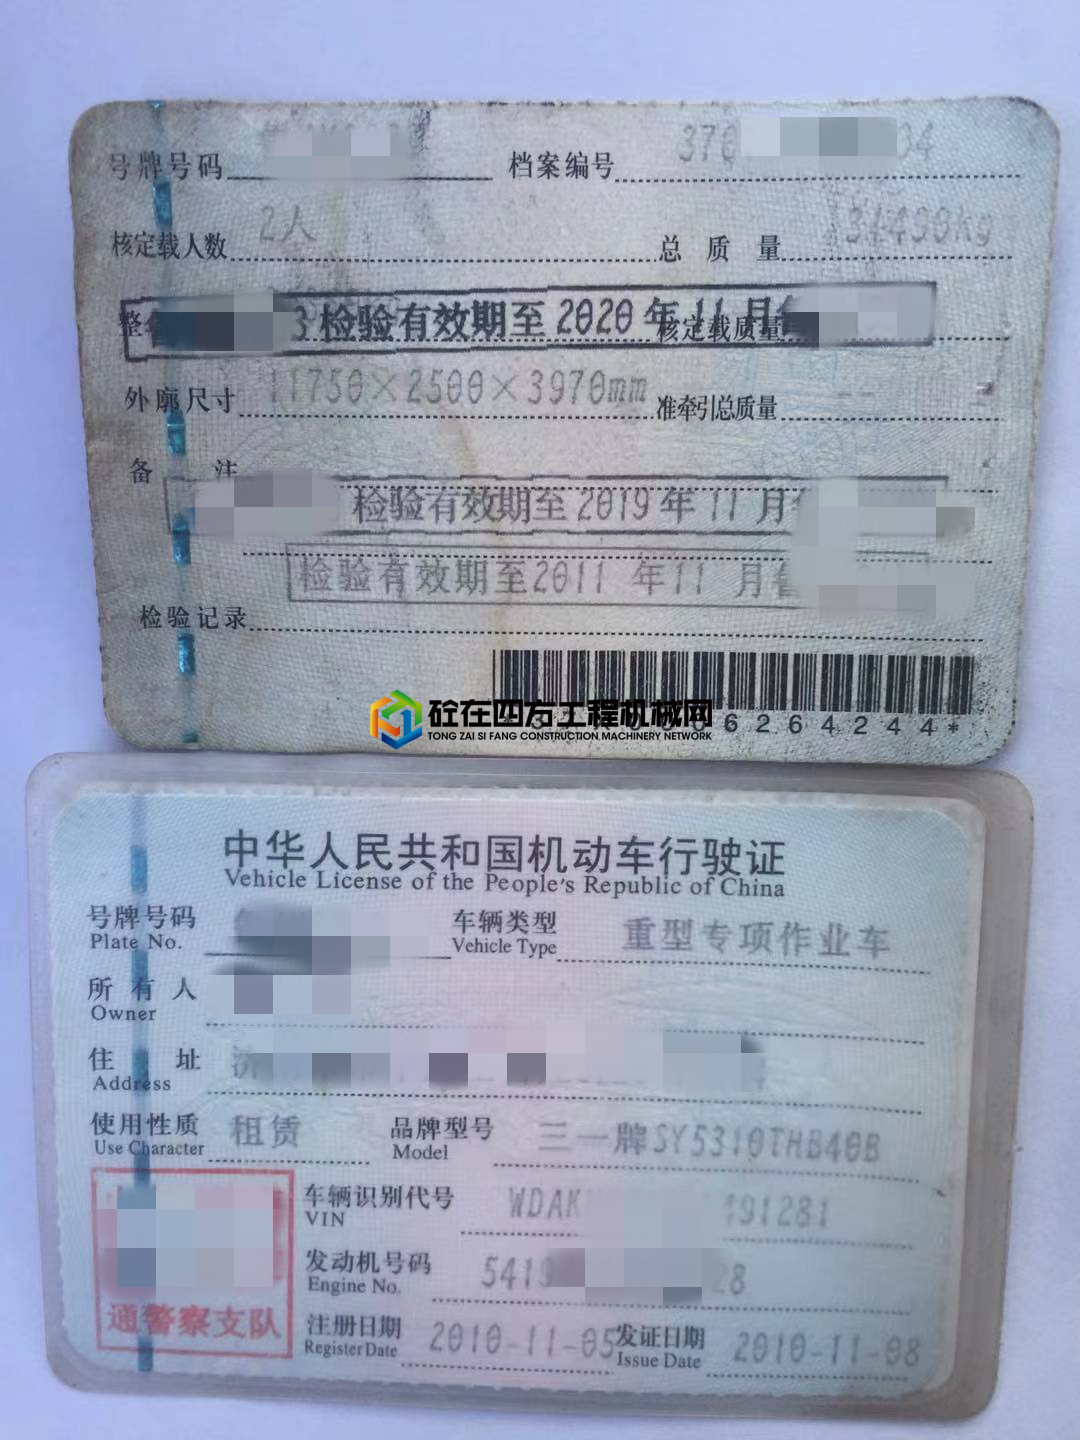 号牌号码 档案编号 370 04
核定载人数 2人 总质量 34430kg
检验有效期至2020年11月 核定载质量
外廓尺寸 11750×2500×3970mm 准牵引总质量
备注
检验有效期至2019年11月
检验有效期至2011年11月
检验记录
砼在四方工程机械网
TONG ZAI SI FANG CONSTRUCTION MACHINERY NETWORK
6264244*
中华人民共和国机动车行驶证
Vehicle License of the People's Republic of China
号牌号码 车辆类型 重型专项作业车
Plate No. Vehicle Type
所有人
Owner
住址 济
Address
使用性质 租赁 品牌型号 三一牌SY5310THB40B
Use Character Model
车辆识别代号 WDAK 491281
VIN
发动机号码 5419 28
Engine No.
注册日期 2010-11-05 发证日期 2010-11-08
Register Date Issue Date
通警察支队